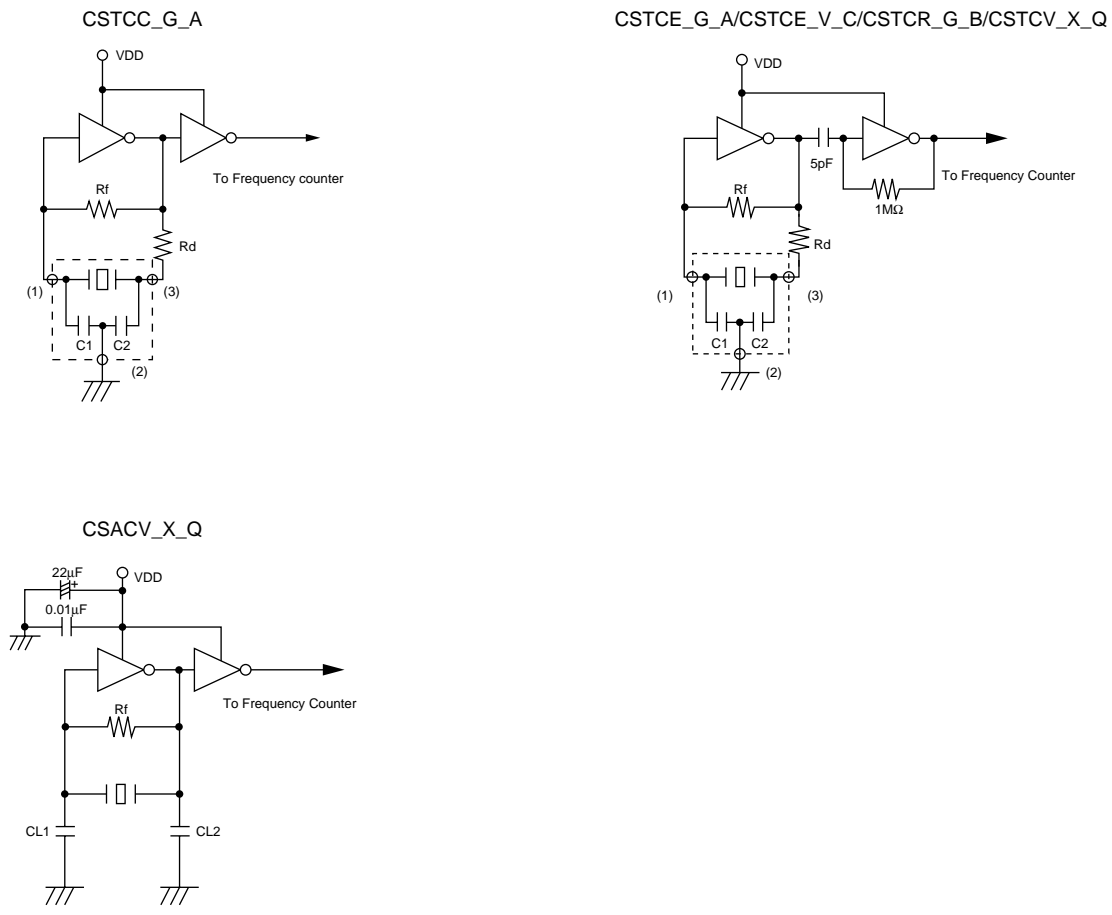 CSTCC_G_A
VDD
To Frequency counter
Rf
Rd
(1)
(3)
C1
C2
(2)
CSTCE_G_A/CSTCE_V_C/CSTCR_G_B/CSTCV_X_Q
VDD
5pF
To Frequency Counter
1MΩ
Rf
Rd
(1)
(3)
C1
C2
(2)
CSACV_X_Q
22μF
+
VDD
0.01μF
To Frequency Counter
Rf
CL1
CL2